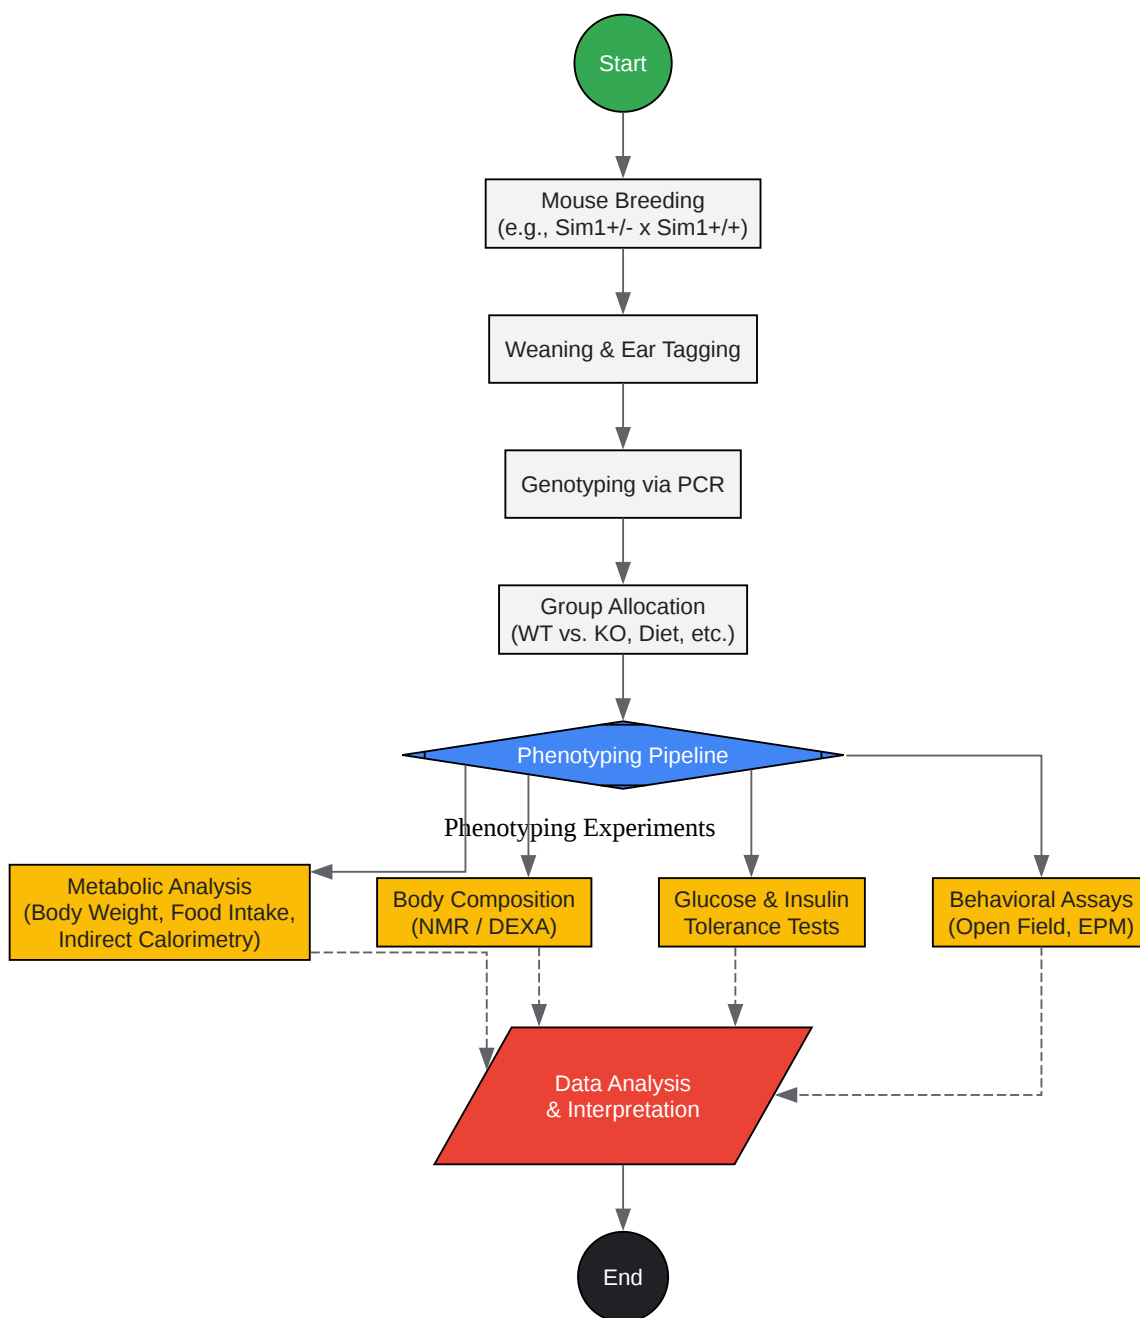 Start
Mouse Breeding
(e.g., Sim1+/- x Sim1+/+)
Weaning & Ear Tagging
Genotyping via PCR
Group Allocation
(WT vs. KO, Diet, etc.)
Phenotyping Pipeline
Phenotyping Experiments
Metabolic Analysis
(Body Weight, Food Intake,
Indirect Calorimetry)
Body Composition
(NMR / DEXA)
Glucose & Insulin
Tolerance Tests
Behavioral Assays
(Open Field, EPM)
Data Analysis
& Interpretation
End